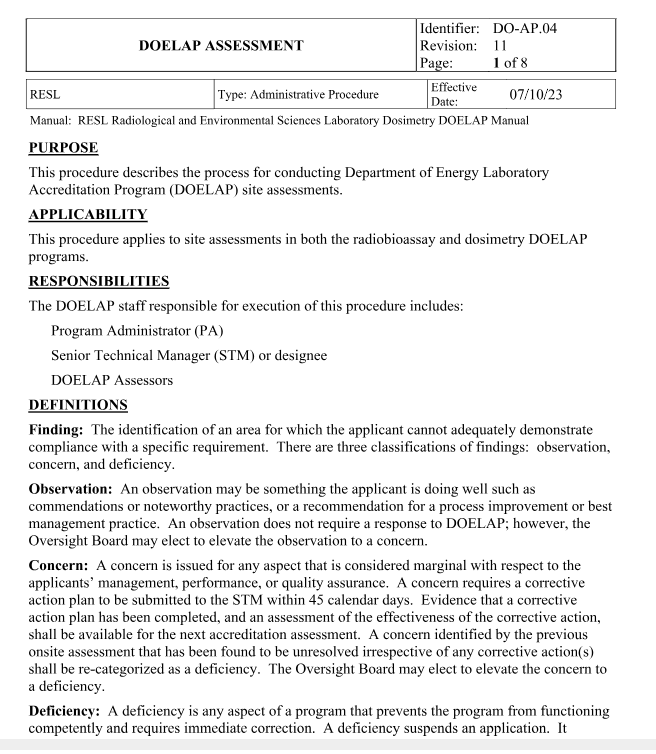 DOELAP ASSESSMENT
Identifier: DO-AP.04
Revision: 11
Page: 1 of 8
RESL
Type: Administrative Procedure
Effective
Date:
07/10/23
Manual: RESL Radiological and Environmental Sciences Laboratory Dosimetry DOELAP Manual
PURPOSE
This procedure describes the process for conducting Department of Energy Laboratory
Accreditation Program (DOELAP) site assessments.
APPLICABILITY
This procedure applies to site assessments in both the radiobioassay and dosimetry DOELAP
programs.
RESPONSIBILITIES
The DOELAP staff responsible for execution of this procedure includes:
Program Administrator (PA)
Senior Technical Manager (STM) or designee
DOELAP Assessors
DEFINITIONS
Finding: The identification of an area for which the applicant cannot adequately demonstrate
compliance with a specific requirement. There are three classifications of findings: observation,
concern, and deficiency.
Observation: An observation may be something the applicant is doing well such as
commendations or noteworthy practices, or a recommendation for a process improvement or best
management practice. An observation does not require a response to DOELAP; however, the
Oversight Board may elect to elevate the observation to a concern.
Concern: A concern is issued for any aspect that is considered marginal with respect to the
applicants' management, performance, or quality assurance. A concern requires a corrective
action plan to be submitted to the STM within 45 calendar days. Evidence that a corrective
action plan has been completed, and an assessment of the effectiveness of the corrective action,
shall be available for the next accreditation assessment. A concern identified by the previous
onsite assessment that has been found to be unresolved irrespective of any corrective action(s)
shall be re-categorized as a deficiency. The Oversight Board may elect to elevate the concern to
a deficiency.
Deficiency: A deficiency is any aspect of a program that prevents the program from functioning
competently and requires immediate correction. A deficiency suspends an application. It